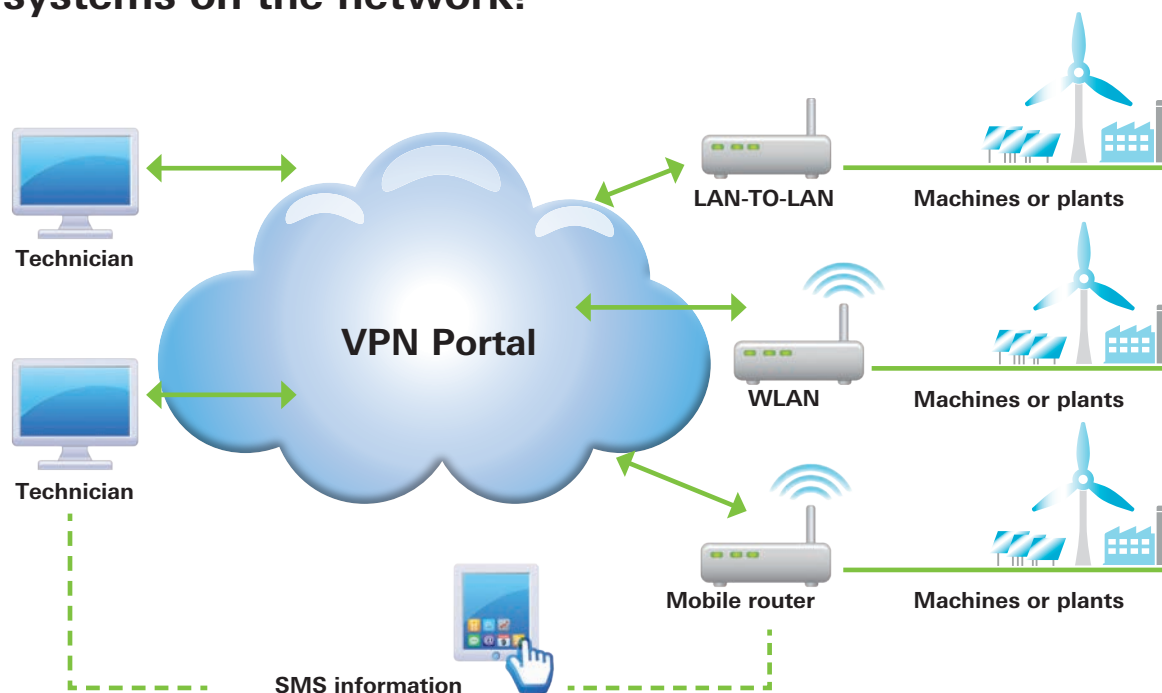 systems on the network!
LAN-TO-LAN
Machines or plants
Technician
VPN Portal
WLAN
Machines or plants
Technician
Mobile router
Machines or plants
SMS information